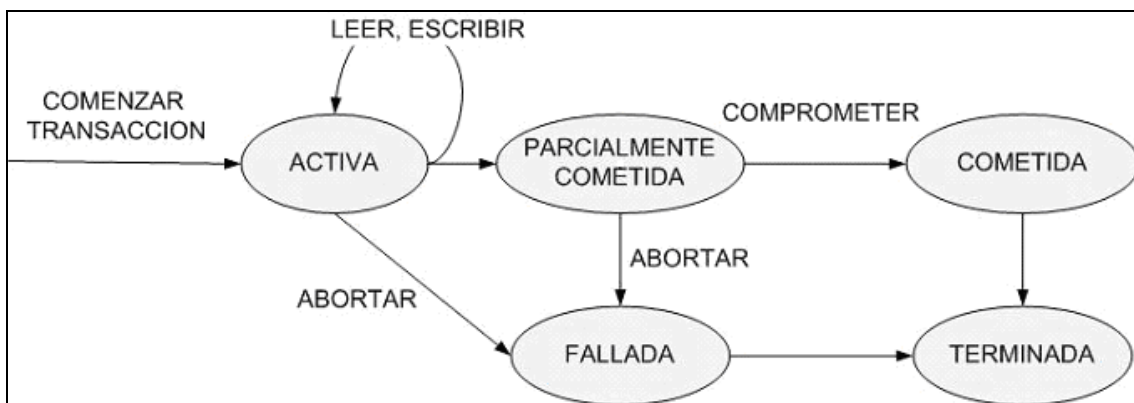 LEER, ESCRIBIR
COMENZAR
TRANSACCION
ACTIVA
PARCIALMENTE
COMETIDA
COMPROMETER
COMETIDA
ABORTAR
ABORTAR
FALLADA
TERMINADA